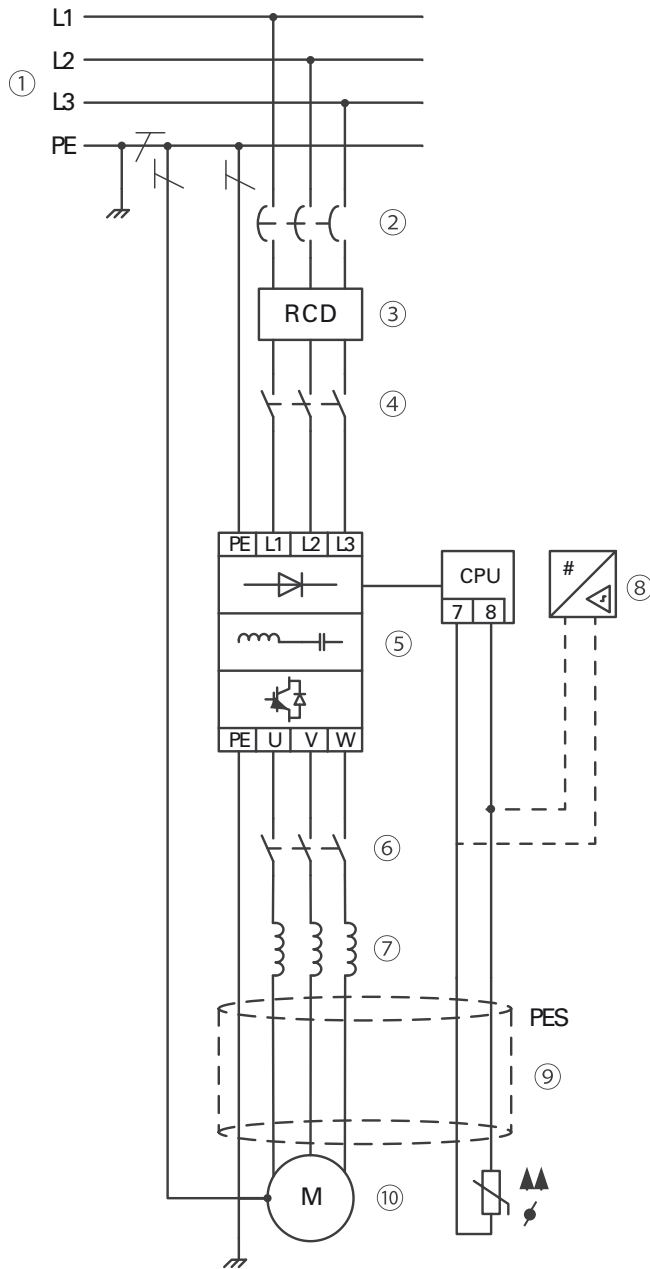 L1
L2
①
L3
PE
②
RCD
③
④
PE L1 L2 L3
CPU
#
7 8
⑧
⑤
PE U V W
⑥
⑦
PES
⑨
M
⑩